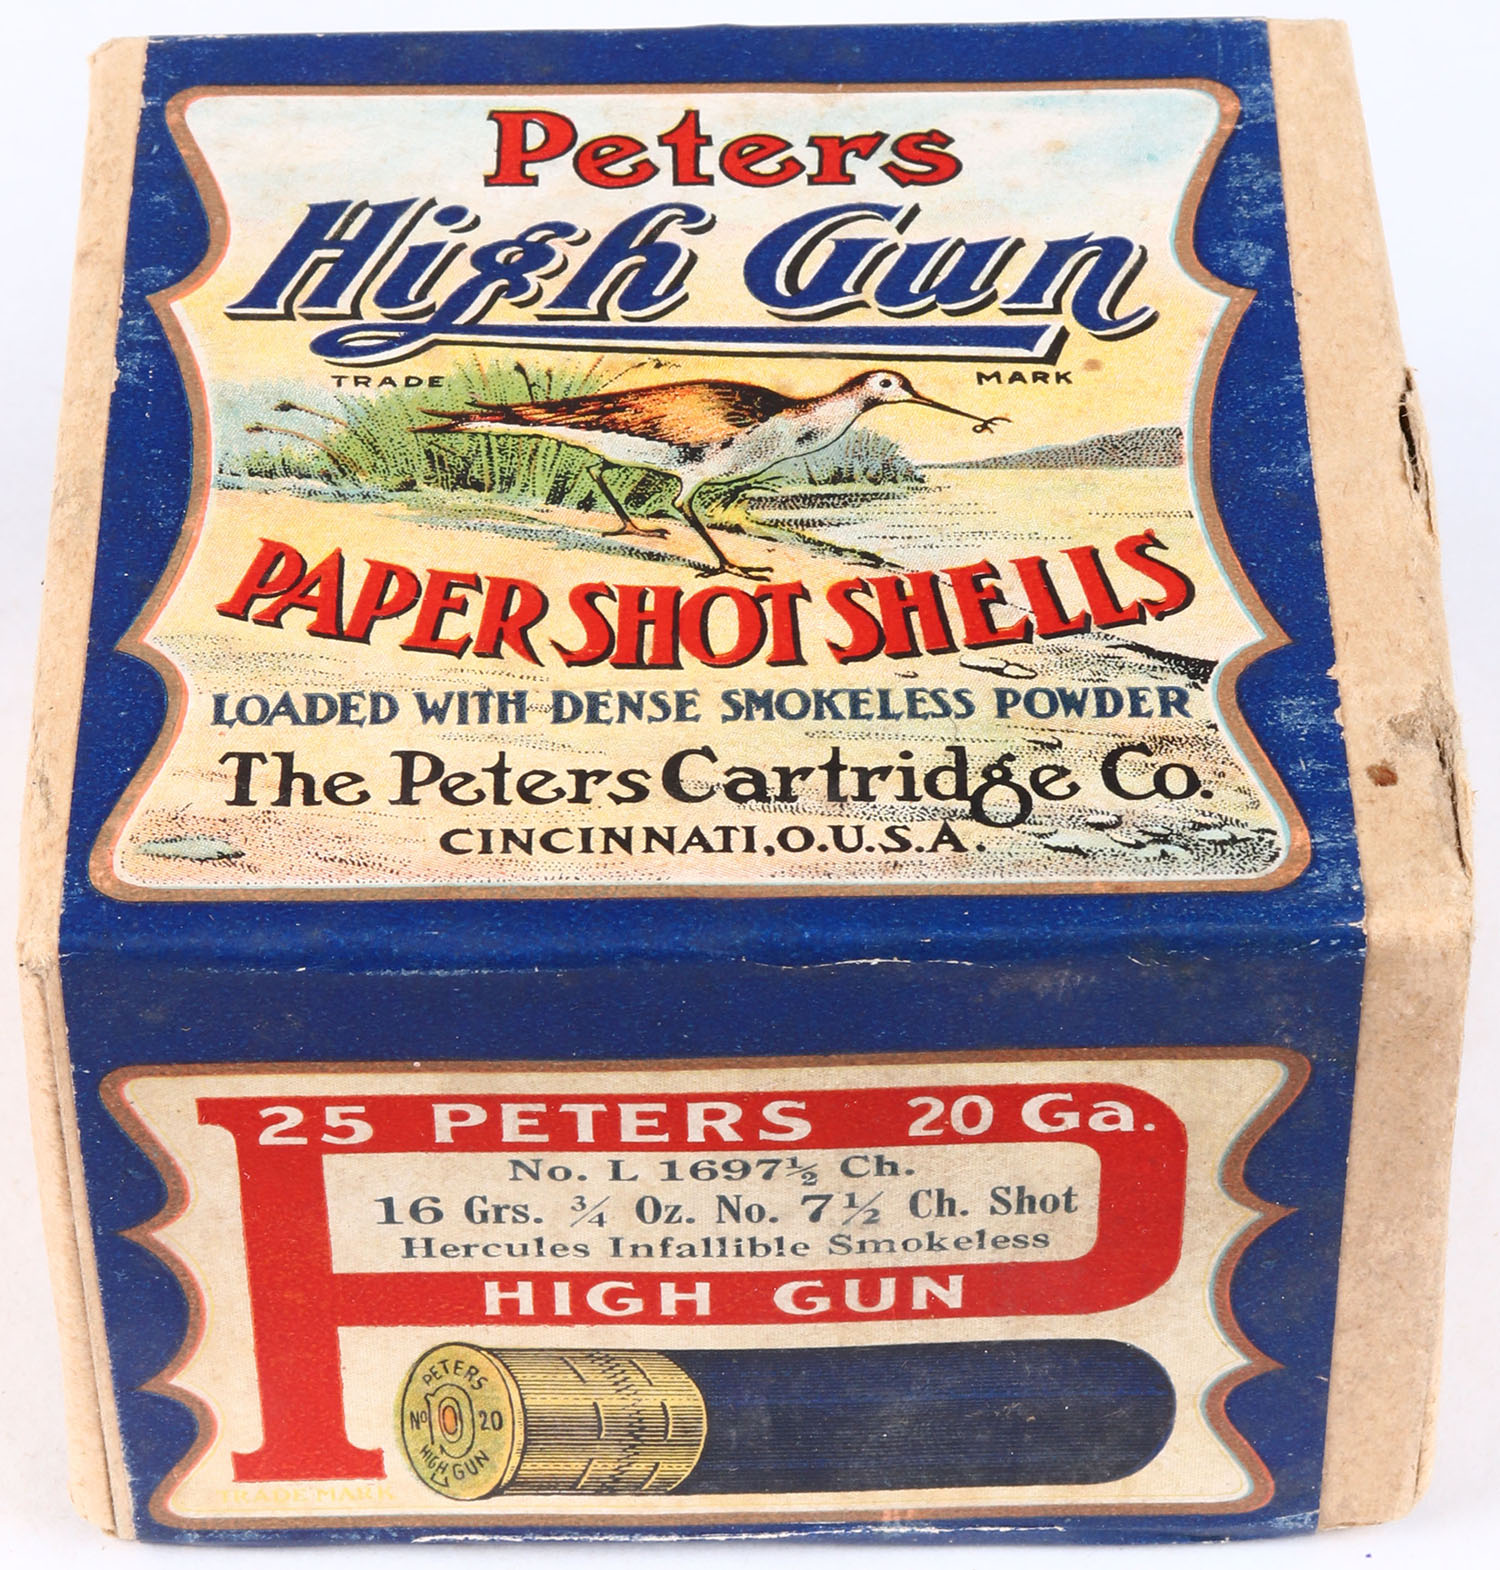 Peters
High Gun
TRADE MARK
PAPER SHOT SHELLS
LOADED WITH DENSE SMOKELESS POWDER
The Peters Cartridge Co.
CINCINNATI, O. U.S.A.
25 PETERS 20 Ga.
No. L 1697½ Ch.
16 Grs. ¾ Oz. No. 7½ Ch. Shot
Hercules Infallible Smokeless
HIGH GUN
PETERS
No 20
HIGH GUN
TRADE MARK